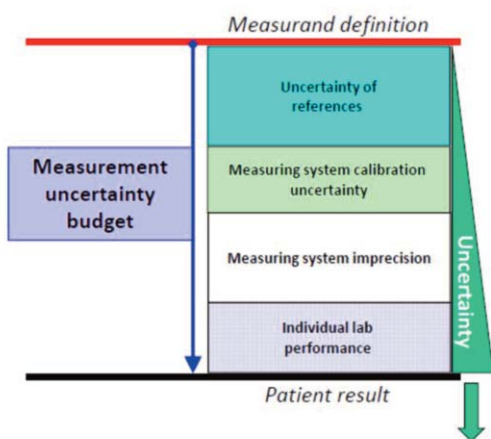 Measurand definition
Uncertainty of
references
Measuring system calibration
uncertainty
Measurement
uncertainty
budget
Measuring system imprecision
Uncertainty
Individual lab
performance
Patient result